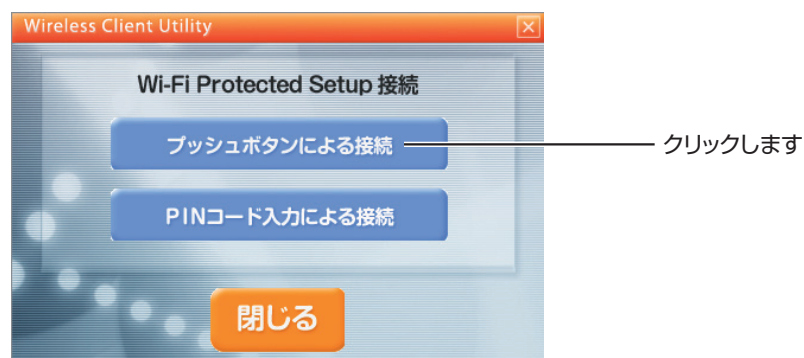 Wireless Client Utility
Wi-Fi Protected Setup 接続
プッシュボタンによる接続
クリックします
PINコード入力による接続
閉じる